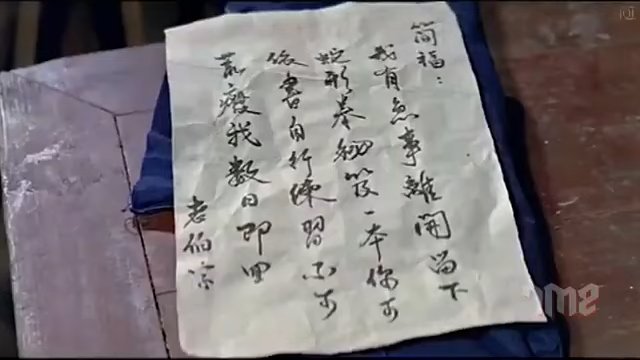 簡福：
我有急事離開留下
蛇形拳秘笈一本你可
依書自行練習不可
荒廢我數日即回
老伯字